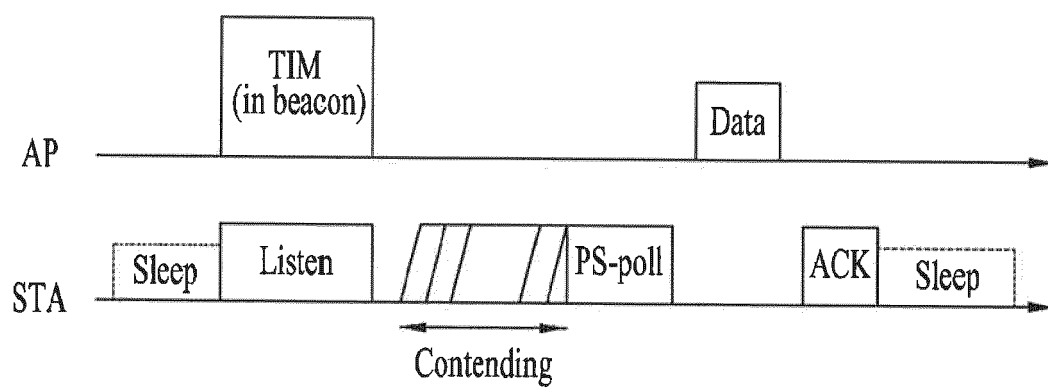 TIM
(in beacon)
Data
AP
Sleep
Listen
PS-poll
ACK
Sleep
STA
Contending